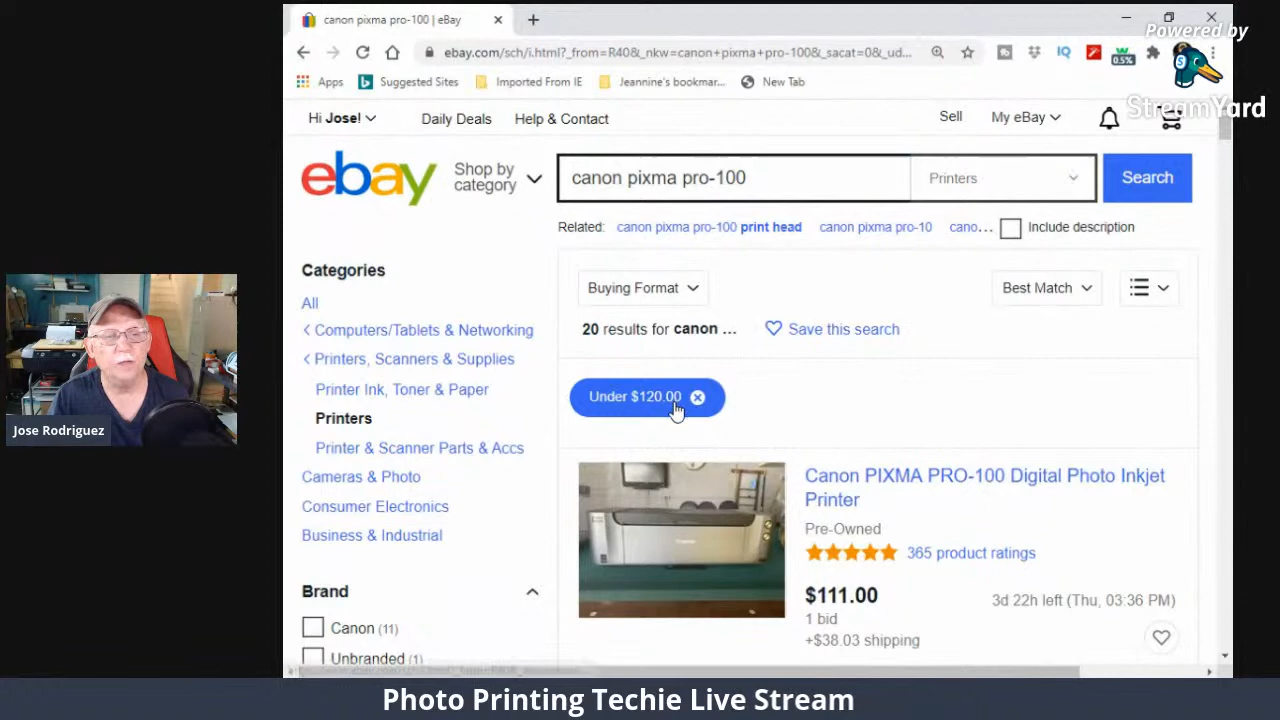 canon pixma pro-100 | eBay
Powered by
ebay.com/sch/i.html?_from=R40&_nkw=canon+pixma+pro-100&_sacat=0&_ud...
IQ
0.5%
S
StreamYard
Apps
Suggested Sites
Imported From IE
Jeannine's bookmar...
New Tab
Hi Jose!
Daily Deals
Help & Contact
Sell
My eBay
ebay
Shop by
category
canon pixma pro-100
Printers
Search
Related: canon pixma pro-100 print head canon pixma pro-10 cano...
Include description
Categories
All
Computers/Tablets & Networking
Printers, Scanners & Supplies
Printer Ink, Toner & Paper
Printers
Printer & Scanner Parts & Accs
Cameras & Photo
Consumer Electronics
Business & Industrial
Brand
Canon (11)
Unbranded (1)
Buying Format
Best Match
20 results for canon ...
Save this search
Under $120.00
Canon PIXMA PRO-100 Digital Photo Inkjet
Printer
Pre-Owned
365 product ratings
$111.00
3d 22h left (Thu, 03:36 PM)
1 bid
+$38.03 shipping
Jose Rodriguez
Photo Printing Techie Live Stream